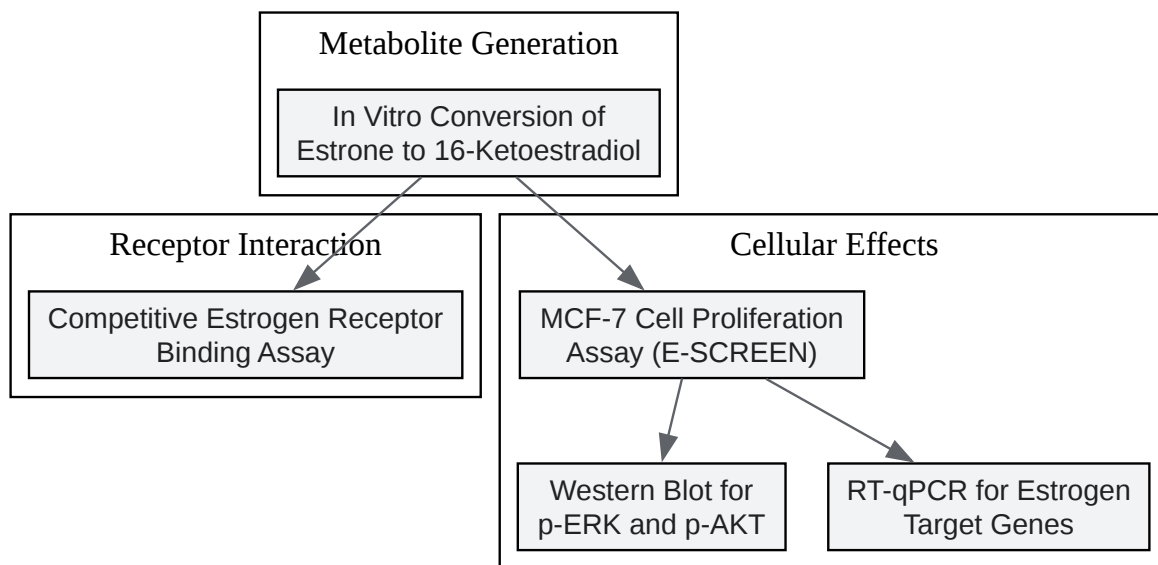 Metabolite Generation
In Vitro Conversion of
Estrone to 16-Ketoestradiol
Receptor Interaction
Competitive Estrogen Receptor
Binding Assay
Cellular Effects
MCF-7 Cell Proliferation
Assay (E-SCREEN)
Western Blot for
p-ERK and p-AKT
RT-qPCR for Estrogen
Target Genes